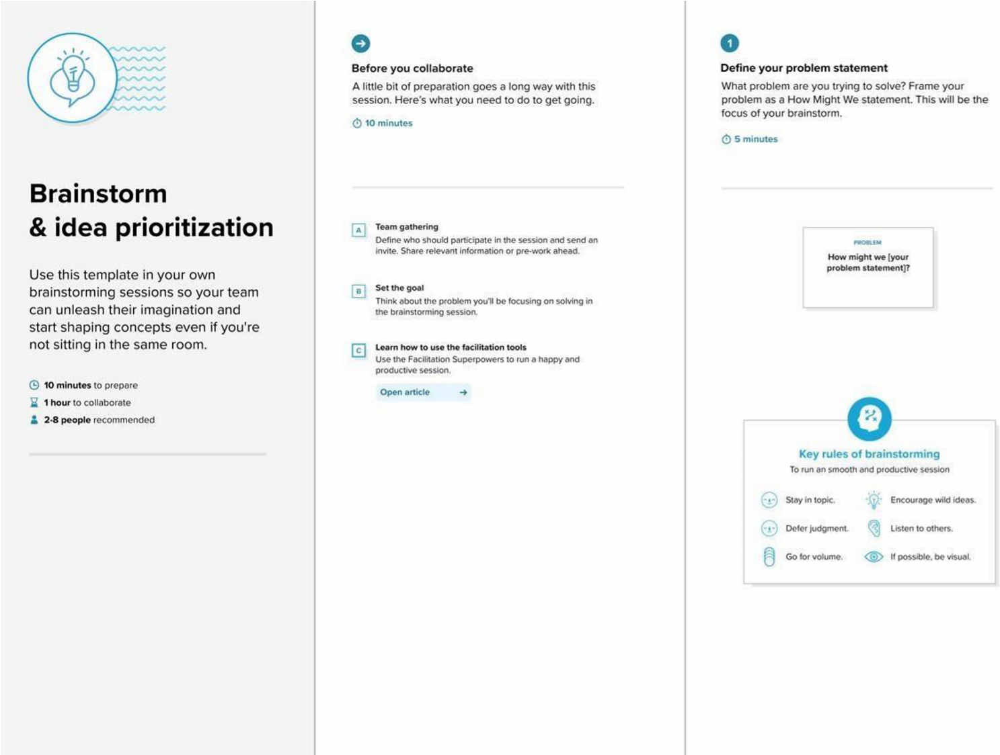 Brainstorm
& idea prioritization
Use this template in your own
brainstorming sessions so your team
can unleash their imagination and
start shaping concepts even if you're
not sitting in the same room.
10 minutes to prepare
1 hour to collaborate
2-8 people recommended
Before you collaborate
A little bit of preparation goes a long way with this
session. Here's what you need to do to get going.
10 minutes
A
Team gathering
Define who should participate in the session and send an
invite. Share relevant information or pre-work ahead.
B
Set the goal
Think about the problem you'll be focusing on solving in
the brainstorming session.
C
Learn how to use the facilitation tools
Use the Facilitation Superpowers to run a happy and
productive session.
Open article
1
Define your problem statement
What problem are you trying to solve? Frame your
problem as a How Might We statement. This will be the
focus of your brainstorm.
5 minutes
PROBLEM
How might we [your
problem statement]?
Key rules of brainstorming
To run an smooth and productive session
Stay in topic.
Encourage wild ideas.
Defer judgment.
Listen to others.
Go for volume.
If possible, be visual.